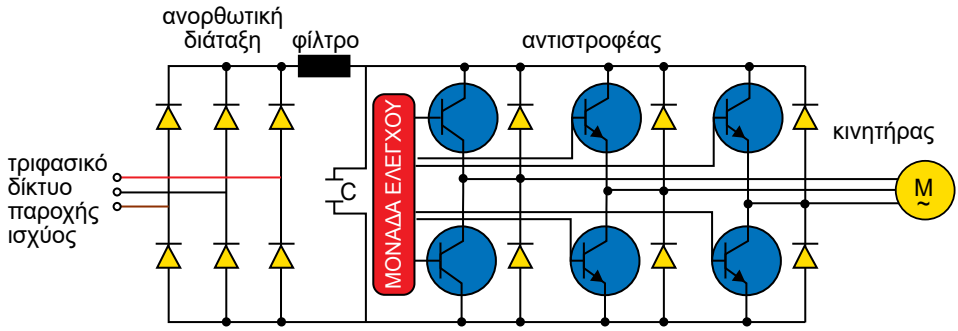 ανορθωτική
διάταξη
φίλτρο
αντιστροφέας
ΜΟΝΑΔΑ ΕΛΕΓΧΟΥ
κινητήρας
τριφασικό
δίκτυο
παροχής
ισχύος
C
M
~